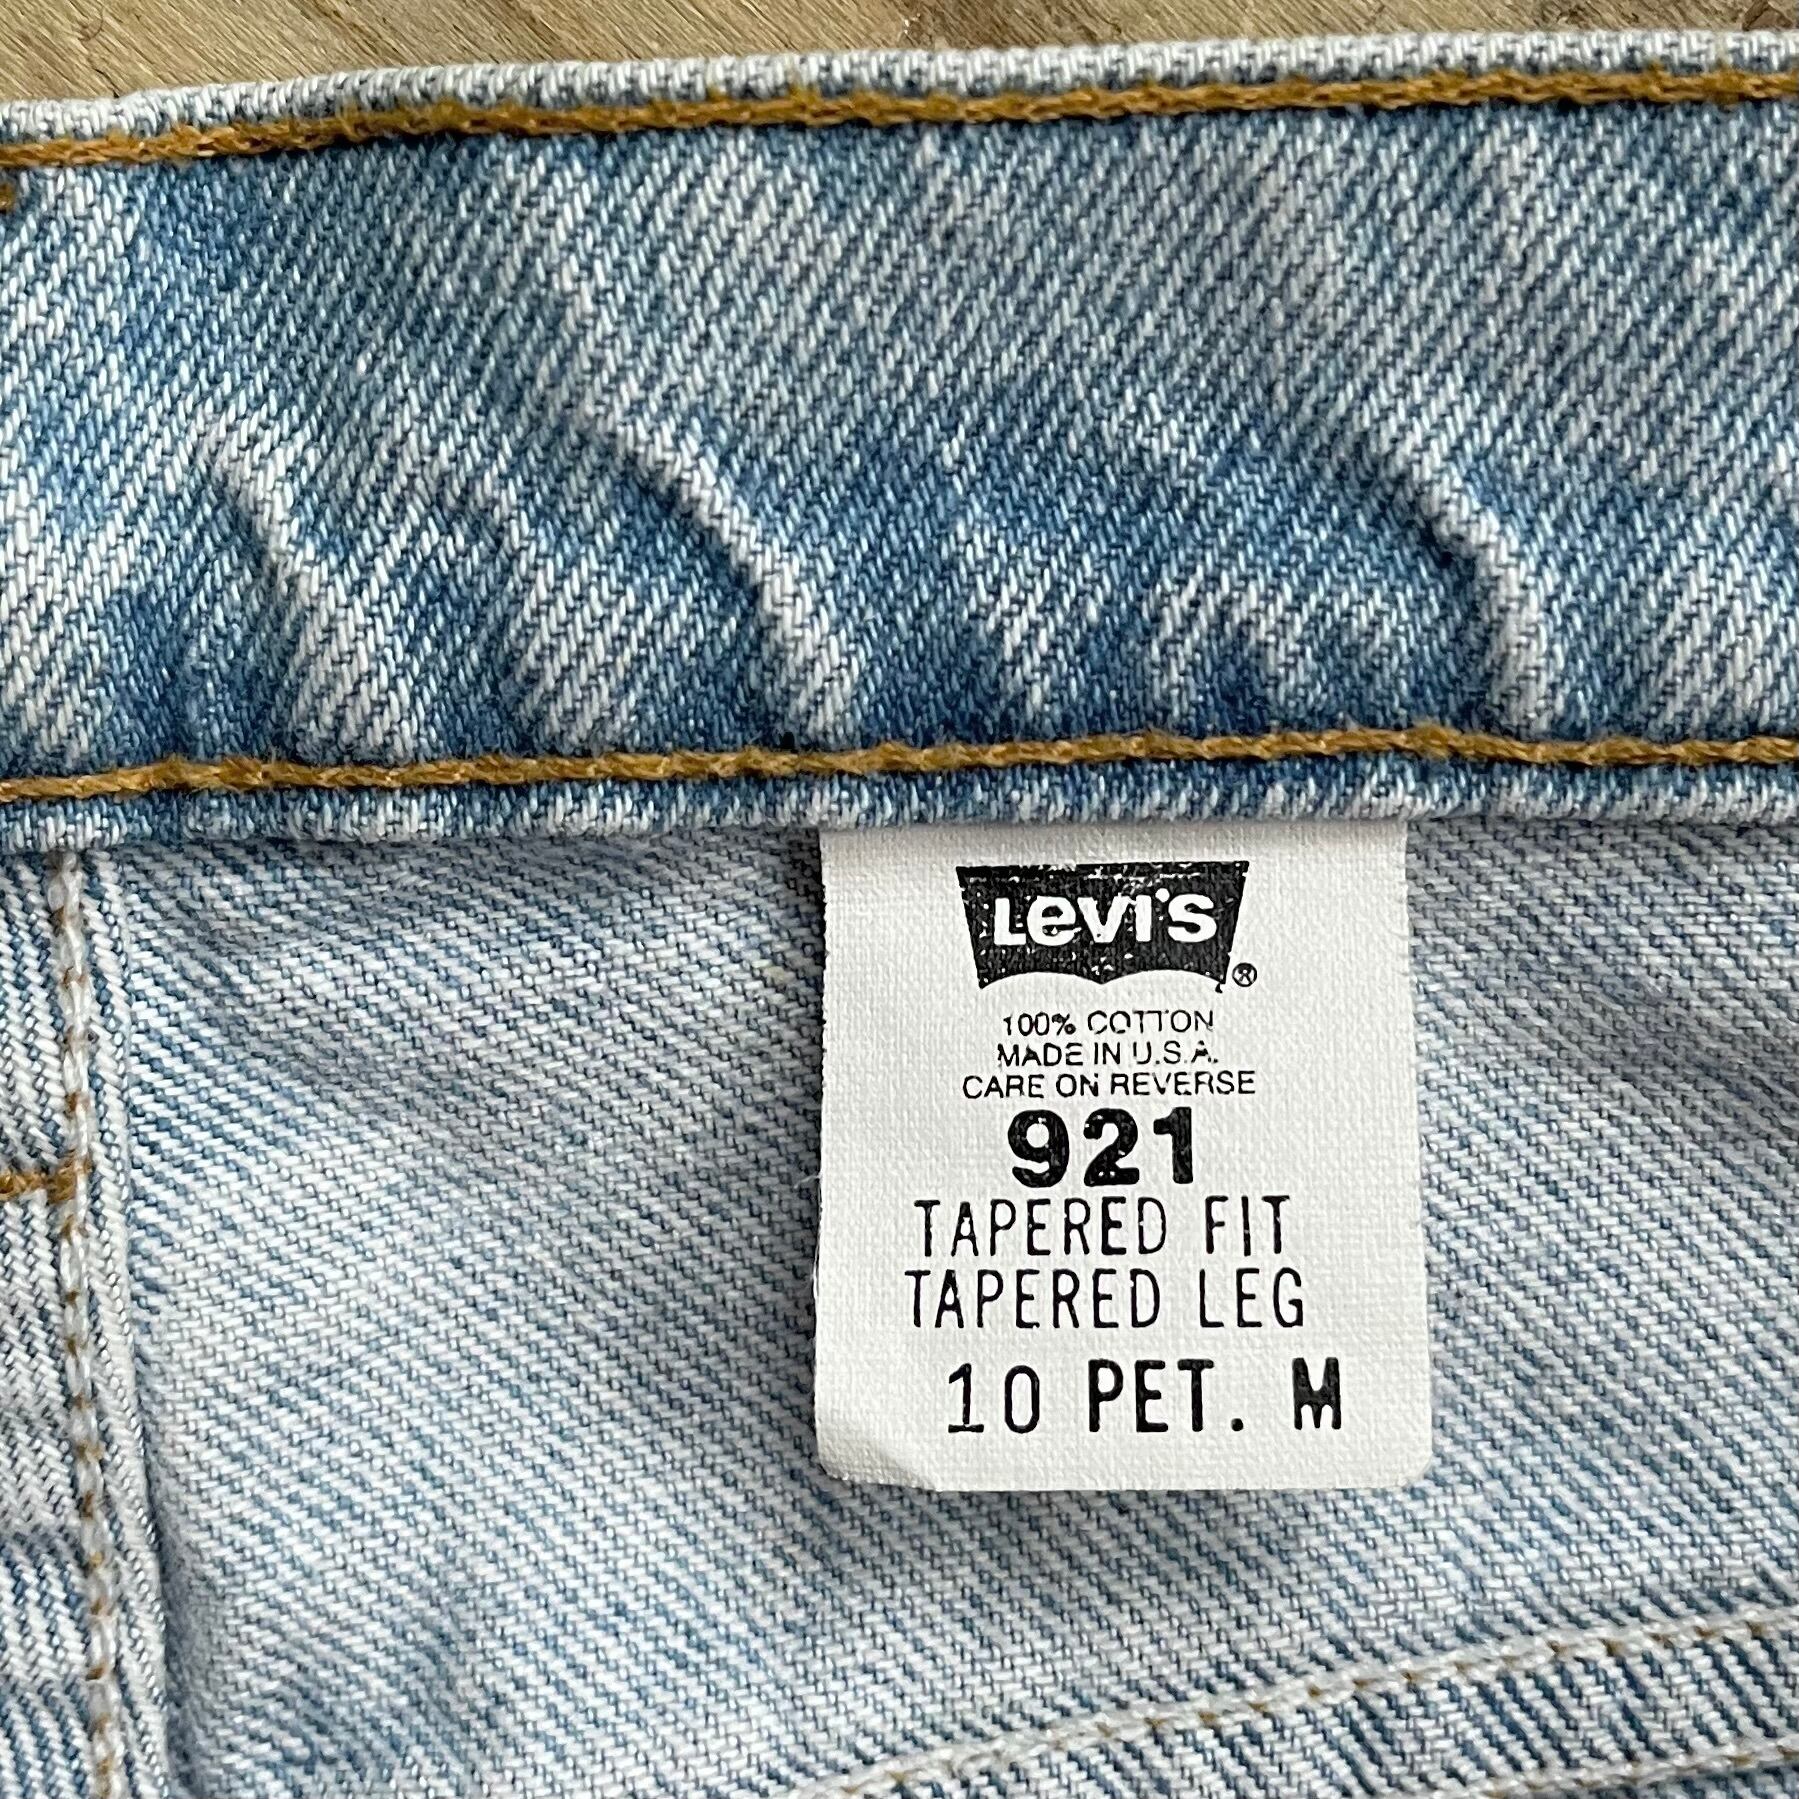 Levi's®
100% COTTON
MADE IN U.S.A.
CARE ON REVERSE
921
TAPERED FIT
TAPERED LEG
10 PET. M